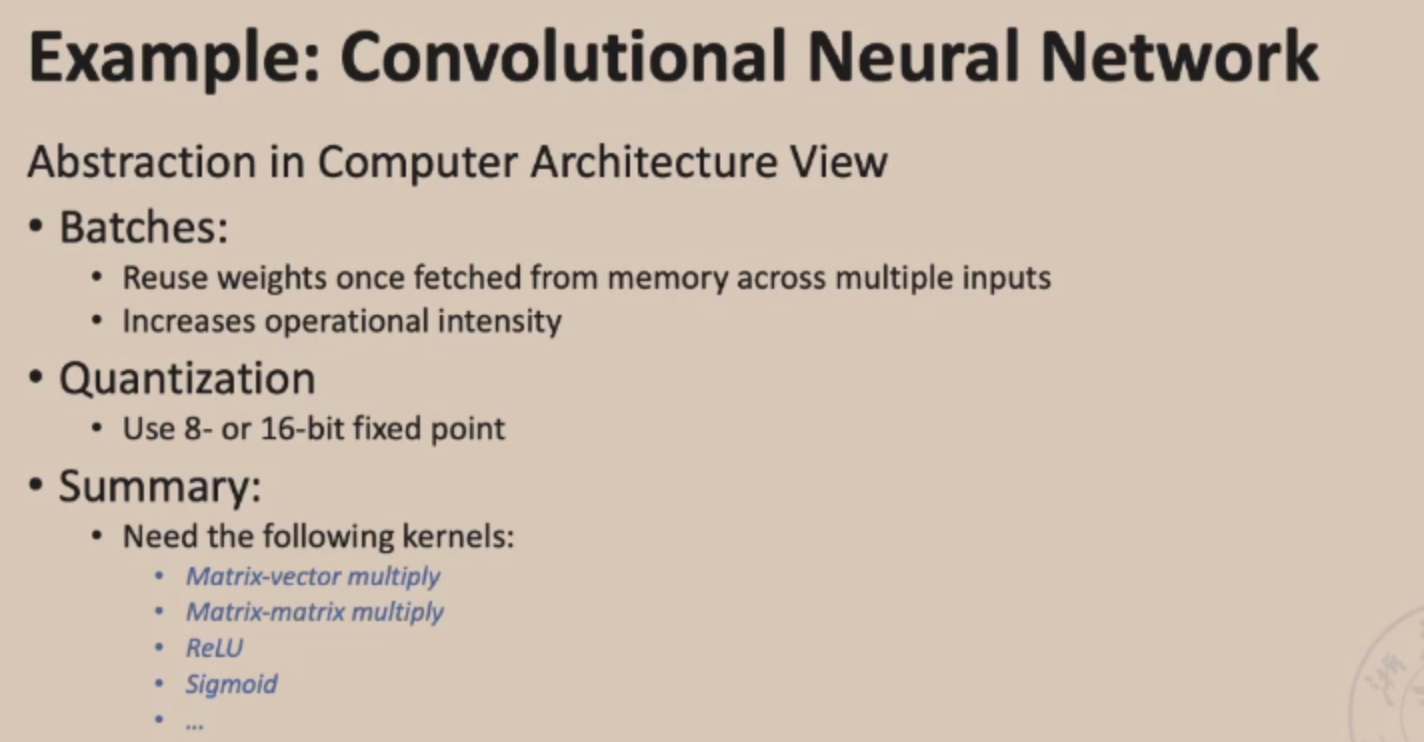 Example: Convolutional Neural Network
Abstraction in Computer Architecture View
• Batches:
• Reuse weights once fetched from memory across multiple inputs
• Increases operational intensity
• Quantization
• Use 8- or 16-bit fixed point
• Summary:
• Need the following kernels:
• Matrix-vector multiply
• Matrix-matrix multiply
• ReLU
• Sigmoid
• ...
浙